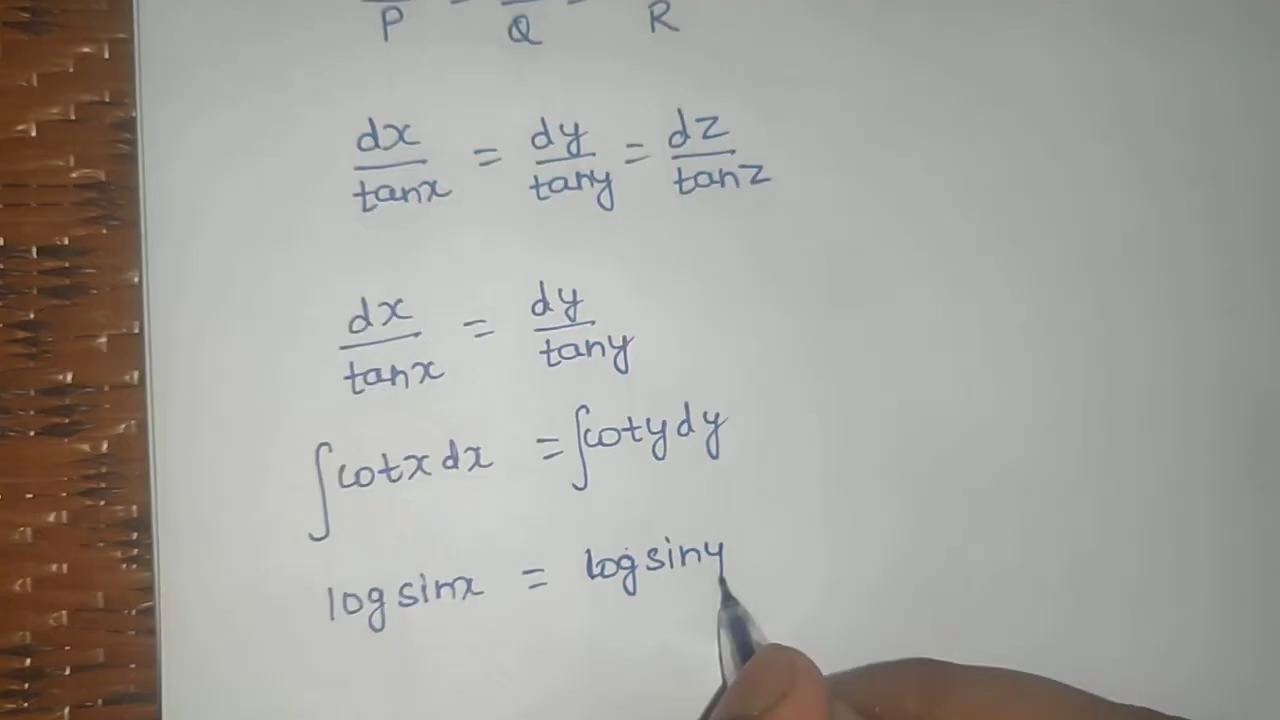 P Q R
dx/tanx = dy/tany = dz/tanz
dx/tanx = dy/tany
∫cotx dx = ∫coty dy
log sinx = log siny